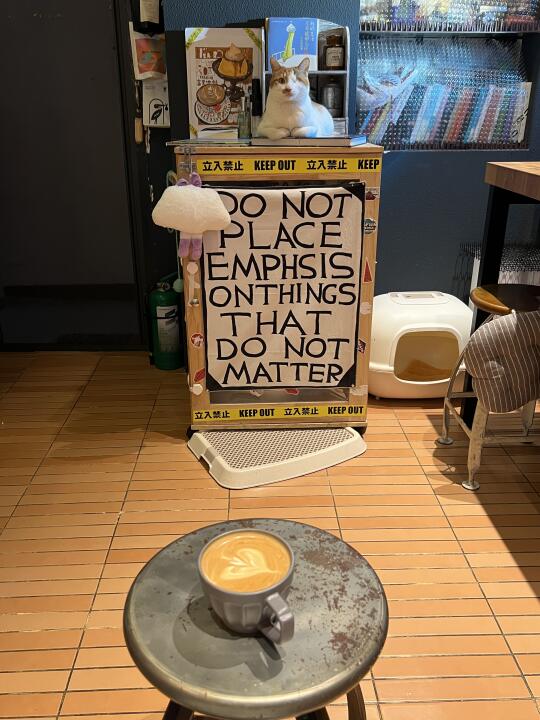 立入禁止 KEEP OUT 立入禁止 KEEP
DO NOT
PLACE
EMPHSIS
ON THINGS
THAT
DO NOT
MATTER
立入禁止 KEEP OUT 立入禁止 KEEP OUT